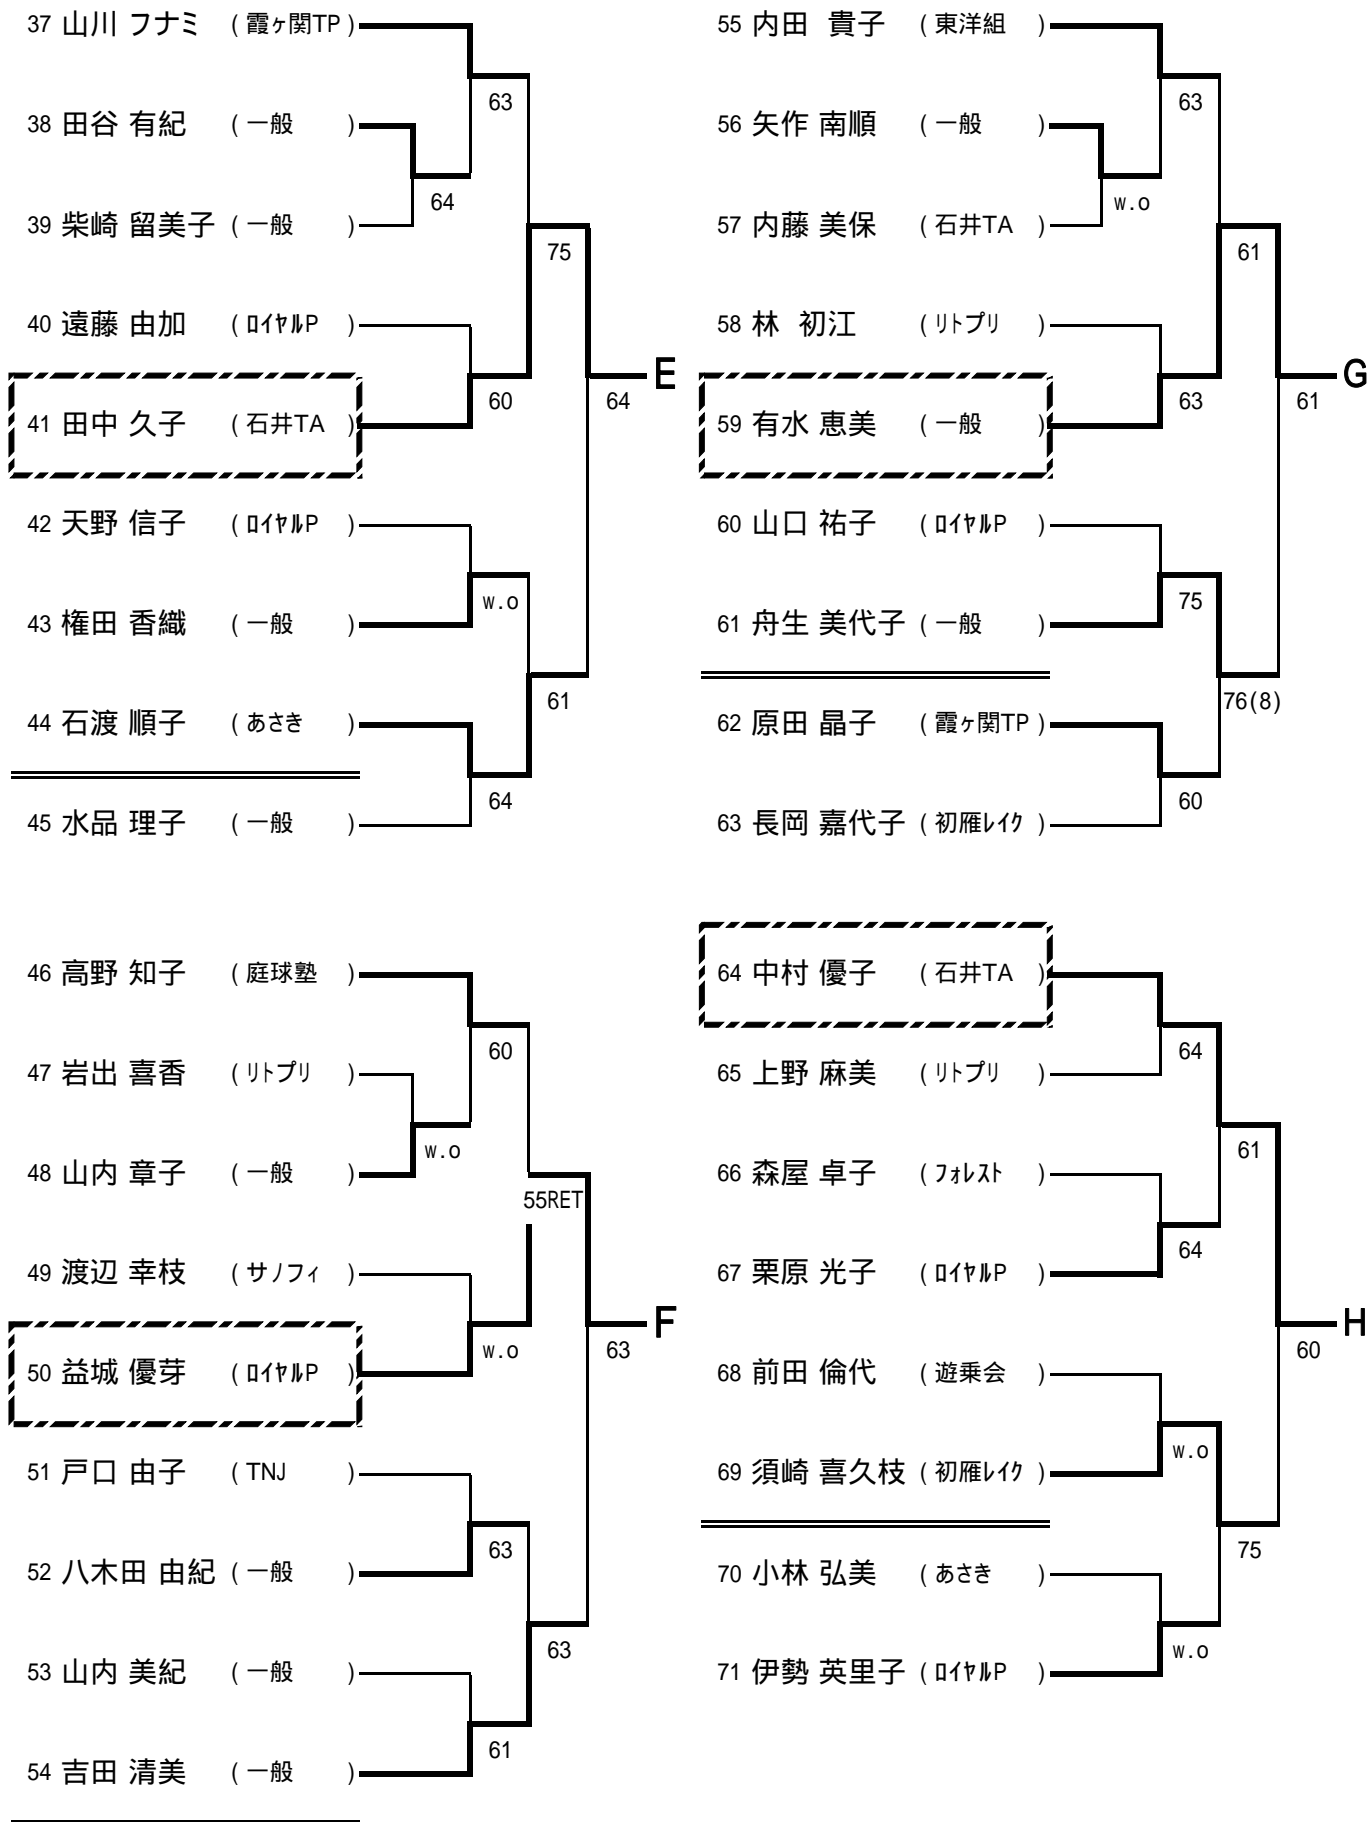 37 山川 フナミ (霞ヶ関TP)
63
38 田谷 有紀 (一般)
64
39 柴崎 留美子 (一般)
75
40 遠藤 由加 (ﾛｲﾔﾙP)
E
60
64
41 田中 久子 (石井TA)
42 天野 信子 (ﾛｲﾔﾙP)
w.o
43 権田 香織 (一般)
61
44 石渡 順子 (あさき)
64
45 水品 理子 (一般)
46 高野 知子 (庭球塾)
60
47 岩出 喜香 (リトプリ)
w.o
48 山内 章子 (一般)
55RET
49 渡辺 幸枝 (サノフィ)
F
w.o
63
50 益城 優芽 (ﾛｲﾔﾙP)
51 戸口 由子 (TNJ)
63
52 八木田 由紀 (一般)
63
53 山内 美紀 (一般)
61
54 吉田 清美 (一般)
55 内田 貴子 (東洋組)
63
56 矢作 南順 (一般)
w.o
57 内藤 美保 (石井TA)
61
58 林 初江 (リトプリ)
G
63
61
59 有水 恵美 (一般)
60 山口 祐子 (ﾛｲﾔﾙP)
75
61 舟生 美代子 (一般)
76(8)
62 原田 晶子 (霞ヶ関TP)
60
63 長岡 嘉代子 (初雁ﾚｲｸ)
64 中村 優子 (石井TA)
64
65 上野 麻美 (リトプリ)
61
66 森屋 卓子 (ﾌｫﾚｽﾄ)
64
67 栗原 光子 (ﾛｲﾔﾙP)
H
60
68 前田 倫代 (遊乗会)
w.o
69 須崎 喜久枝 (初雁ﾚｲｸ)
75
70 小林 弘美 (あさき)
w.o
71 伊勢 英里子 (ﾛｲﾔﾙP)